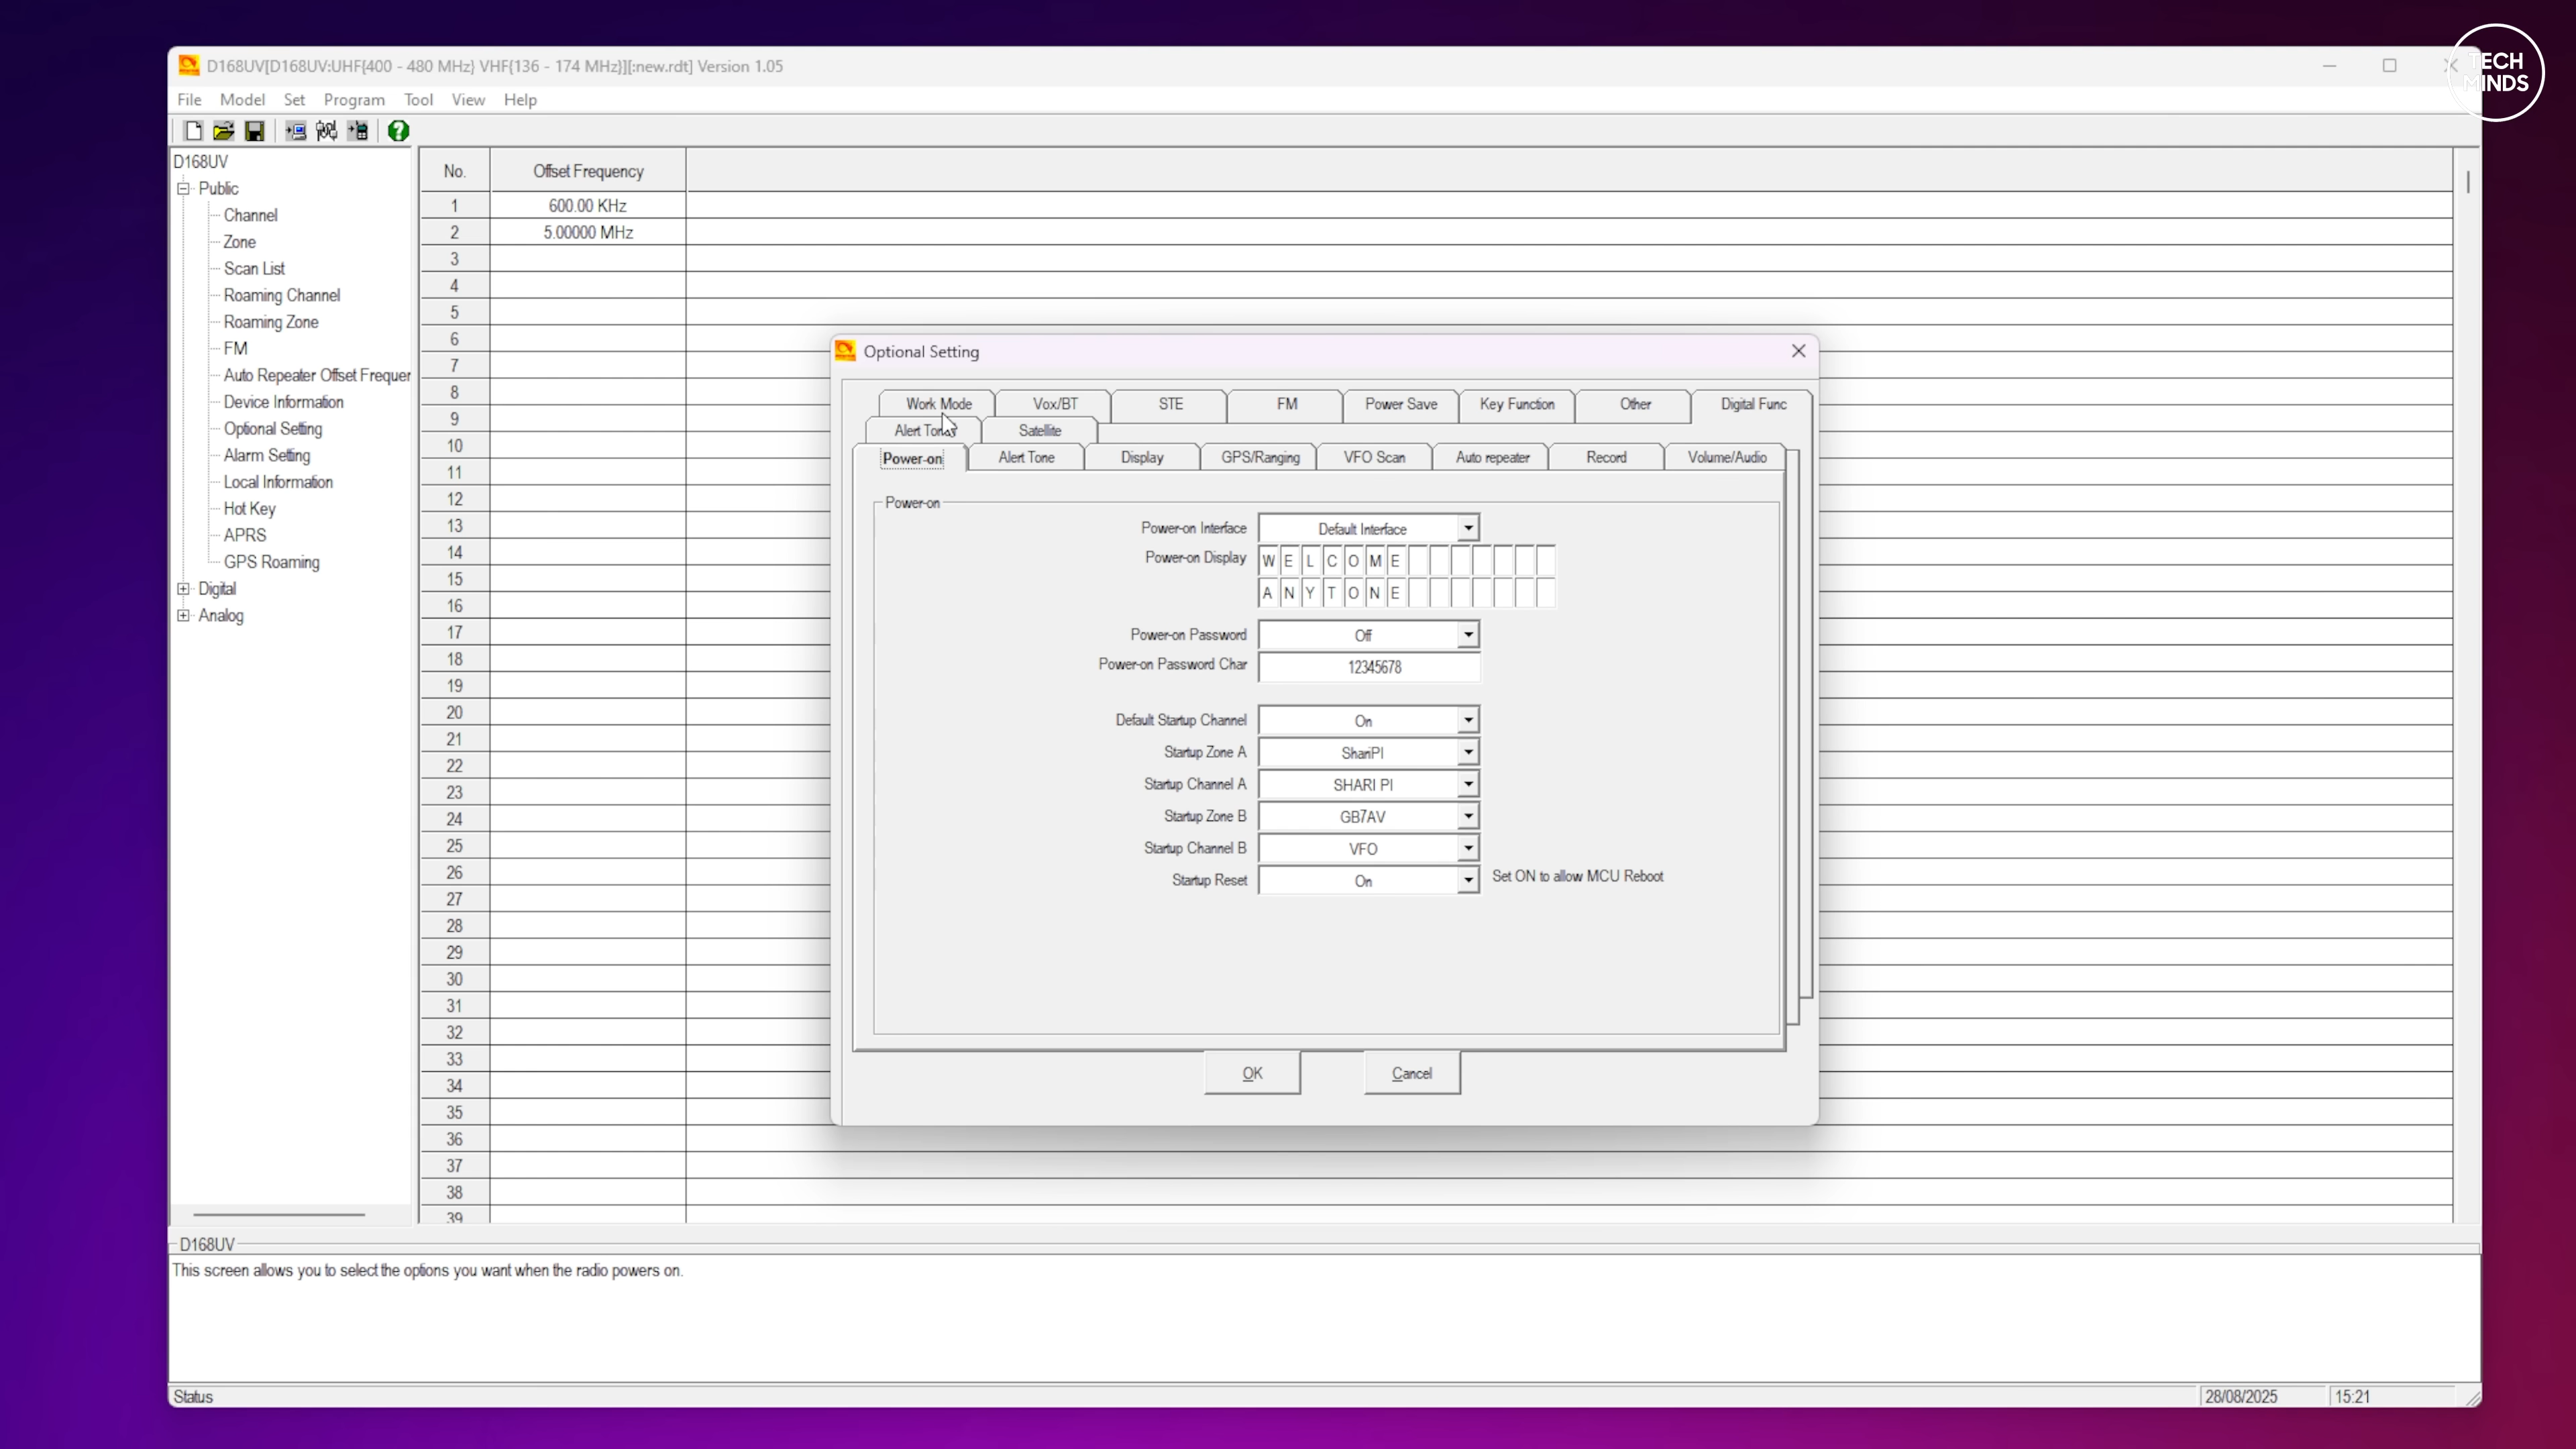 TECH
MINDS
D168UV[D168UV:UHF{400 - 480 MHz} VHF{136 - 174 MHz}][:new.rdt] Version 1.05
File Model Set Program Tool View Help
D168UV
Public
Channel
Zone
Scan List
Roaming Channel
Roaming Zone
FM
Auto Repeater Offset Frequer
Device Information
Optional Setting
Alarm Setting
Local Information
Hot Key
APRS
GPS Roaming
Digital
Analog
No. Offset Frequency
1 600.00 KHz
2 5.00000 MHz
3
4
5
6
7
8
9
10
11
12
13
14
15
16
17
18
19
20
21
22
23
24
25
26
27
28
29
30
31
32
33
34
35
36
37
38
39
Optional Setting
Work Mode Vox/BT STE FM Power Save Key Function Other Digital Func
Alert Satellite
Power-on Alert Tone Display GPS/Ranging VFO Scan Auto repeater Record Volume/Audio
Power-on
Power-on Interface Default Interface
Power-on Display W E L C O M E
A N Y T O N E
Power-on Password Off
Power-on Password Char 12345678
Default Startup Channel On
Startup Zone A ShariPI
Startup Channel A SHARI PI
Startup Zone B GB7AV
Startup Channel B VFO
Startup Reset On Set ON to allow MCU Reboot
OK Cancel
D168UV
This screen allows you to select the options you want when the radio powers on.
Status 28/08/2025 15:21